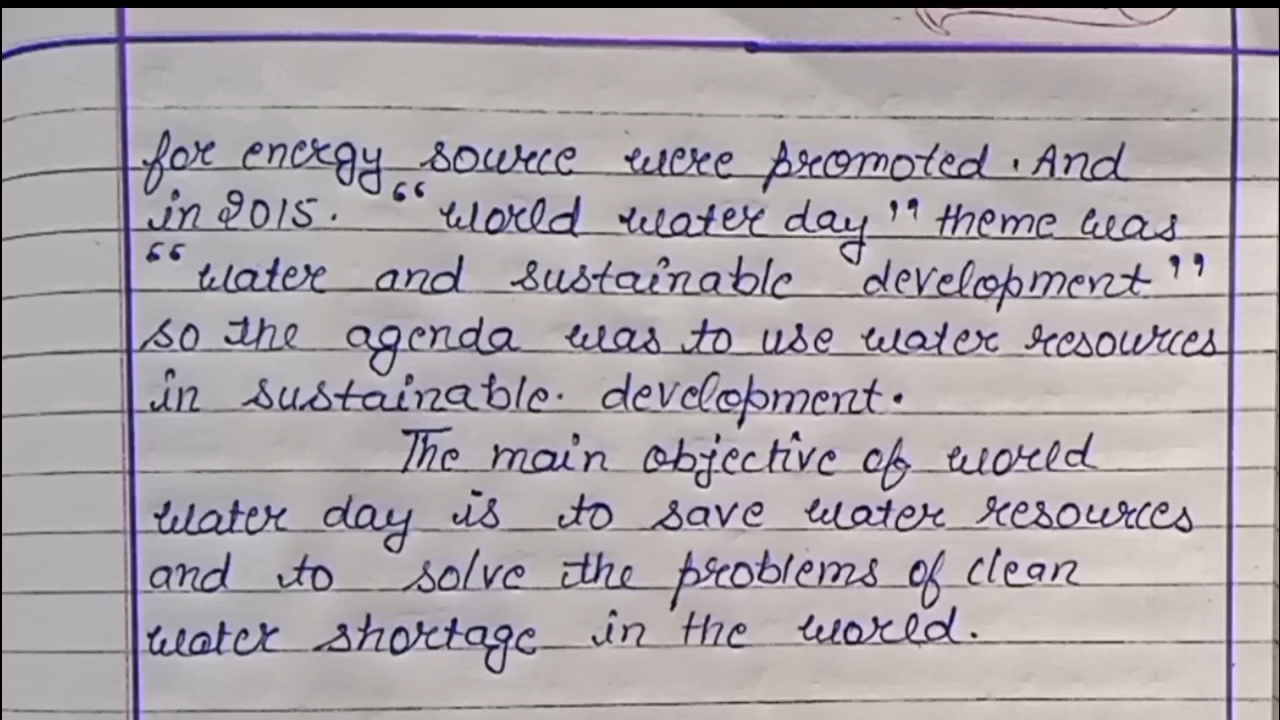 for energy source were promoted. And
in 2015. “world water day” theme was
“water and sustainable development”
so the agenda was to use water resources
in sustainable. development.
The main objective of world
water day is to save water resources
and to solve the problems of clean
water shortage in the world.